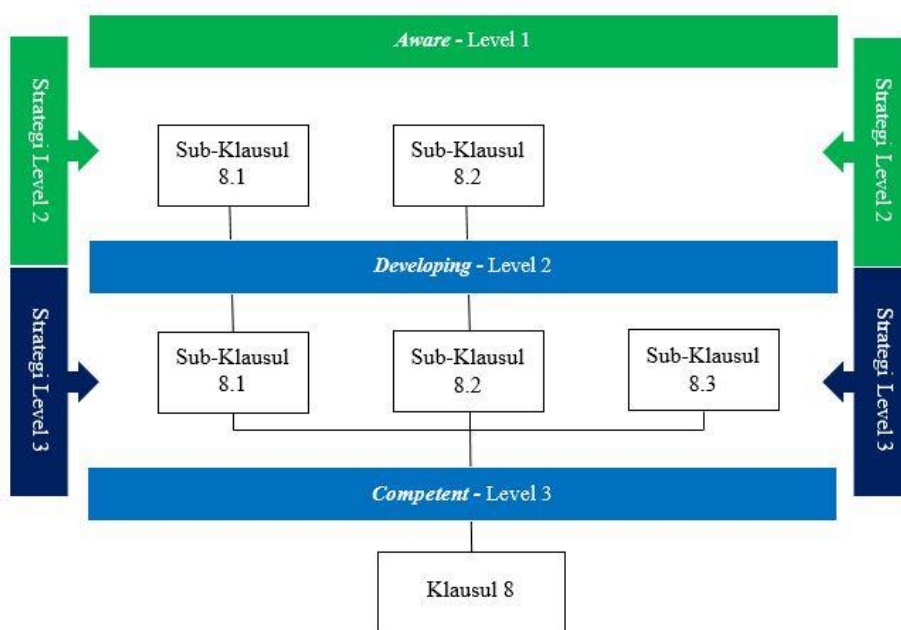 Aware - Level 1
Strategi Level 2
Strategi Level 2
Sub-Klausul
8.1
Sub-Klausul
8.2
Developing - Level 2
Strategi Level 3
Strategi Level 3
Sub-Klausul
8.1
Sub-Klausul
8.2
Sub-Klausul
8.3
Competent - Level 3
Klausul 8